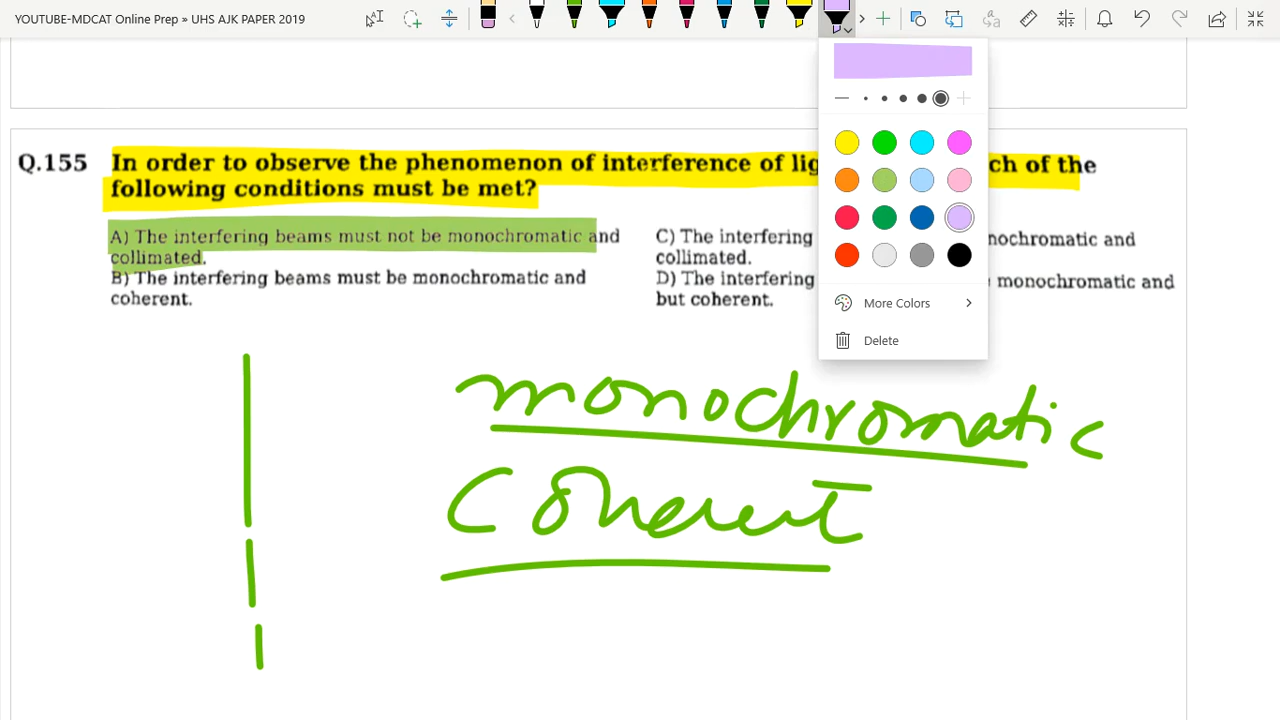 YOUTUBE-MDCAT Online Prep » UHS AJK PAPER 2019
Q.155 In order to observe the phenomenon of interference of lig ch of the
following conditions must be met?
A) The interfering beams must not be monochromatic and
collimated.
B) The interfering beams must be monochromatic and
coherent.
C) The interfering nochromatic and
collimated.
D) The interfering monochromatic and
but coherent.
More Colors
Delete
monochromatic
Coherent